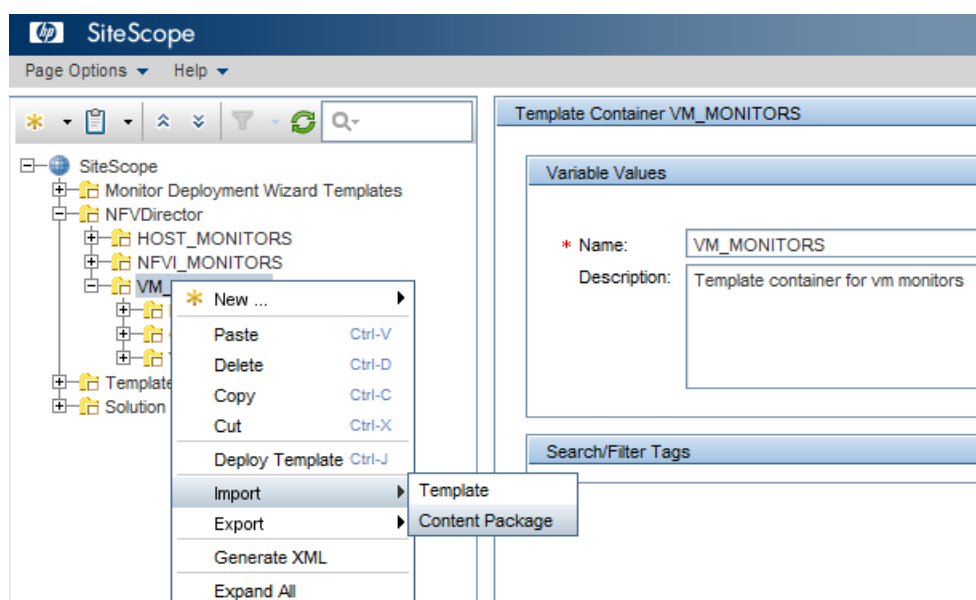 hp SiteScope
Page Options Help
SiteScope
Monitor Deployment Wizard Templates
NFVDirector
HOST_MONITORS
NFVI_MONITORS
VM_
Template
Solution
New ...
Paste Ctrl-V
Delete Ctrl-D
Copy Ctrl-C
Cut Ctrl-X
Deploy Template Ctrl-J
Import
Export
Generate XML
Expand All
Template
Content Package
Template Container VM_MONITORS
Variable Values
* Name: VM_MONITORS
Description: Template container for vm monitors
Search/Filter Tags